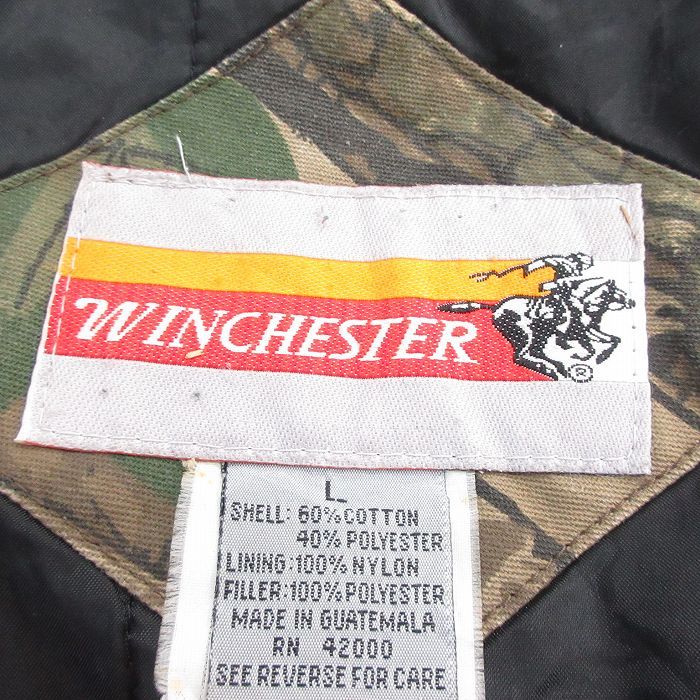 WINCHESTER
®
L
SHELL: 60% COTTON
40% POLYESTER
LINING: 100% NYLON
FILLER: 100% POLYESTER
MADE IN GUATEMALA
RN 42000
SEE REVERSE FOR CARE